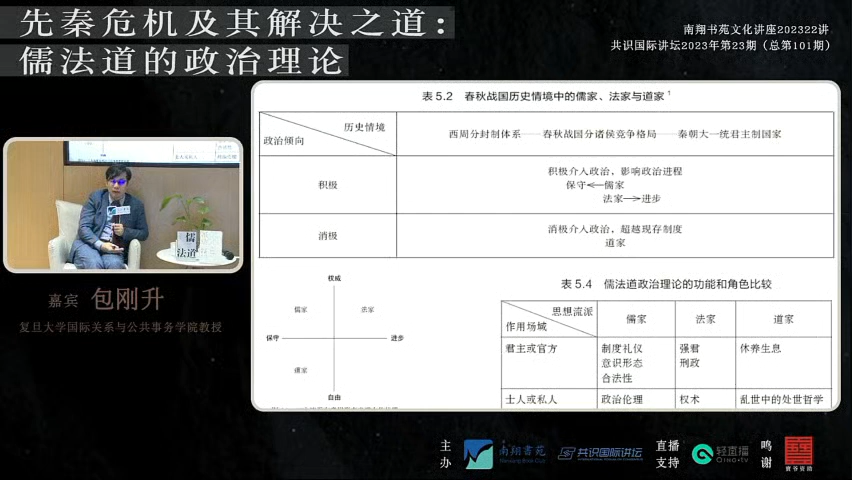 先秦危机及其解决之道：
儒法道的政治理论
南翔书苑文化讲座202322讲
共识国际讲坛2023年第23期（总第101期）
表 5.2 春秋战国历史情境中的儒家、法家与道家1
历史情境
政治倾向
西周分封制体系——春秋战国分诸侯竞争格局——秦朝大一统君主制国家
积极
积极介入政治，影响政治进程
保守<—儒家
法家—>进步
消极
消极介入政治，超越现存制度
道家
儒
法道
嘉宾 包刚升
复旦大学国际关系与公共事务学院教授
权威
儒家 法家
保守 进步
道家
自由
表 5.4 儒法道政治理论的功能和角色比较
思想流派
作用场域
儒家 法家 道家
君主或官方 制度礼仪 强君 休养生息
意识形态 刑政
合法性
士人或私人 政治伦理 权术 乱世中的处世哲学
主办
南翔書苑
共识国际讲坛
直播支持
轻直播
Qing·tv
鸣谢